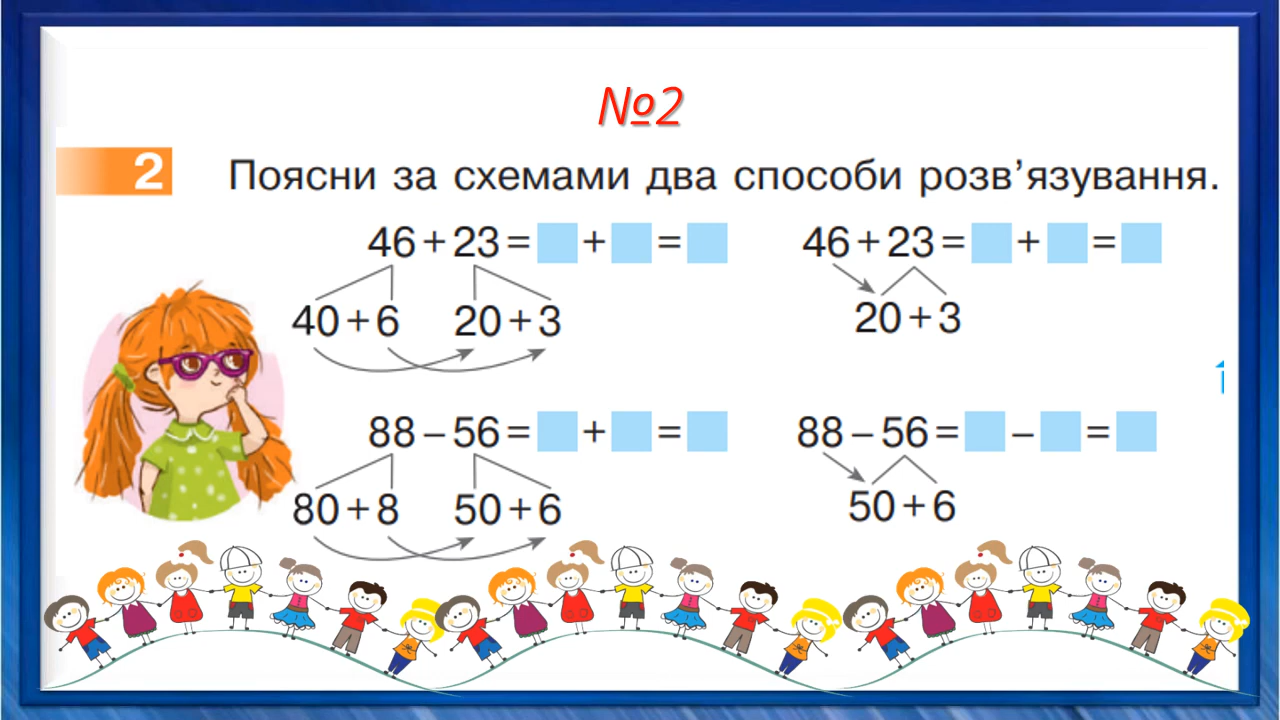 №2
2 Поясни за схемами два способи розв’язування.
46 + 23 = + = 46 + 23 = + =
40 + 6 20 + 3 20 + 3
88 – 56 = + = 88 – 56 = – =
80 + 8 50 + 6 50 + 6